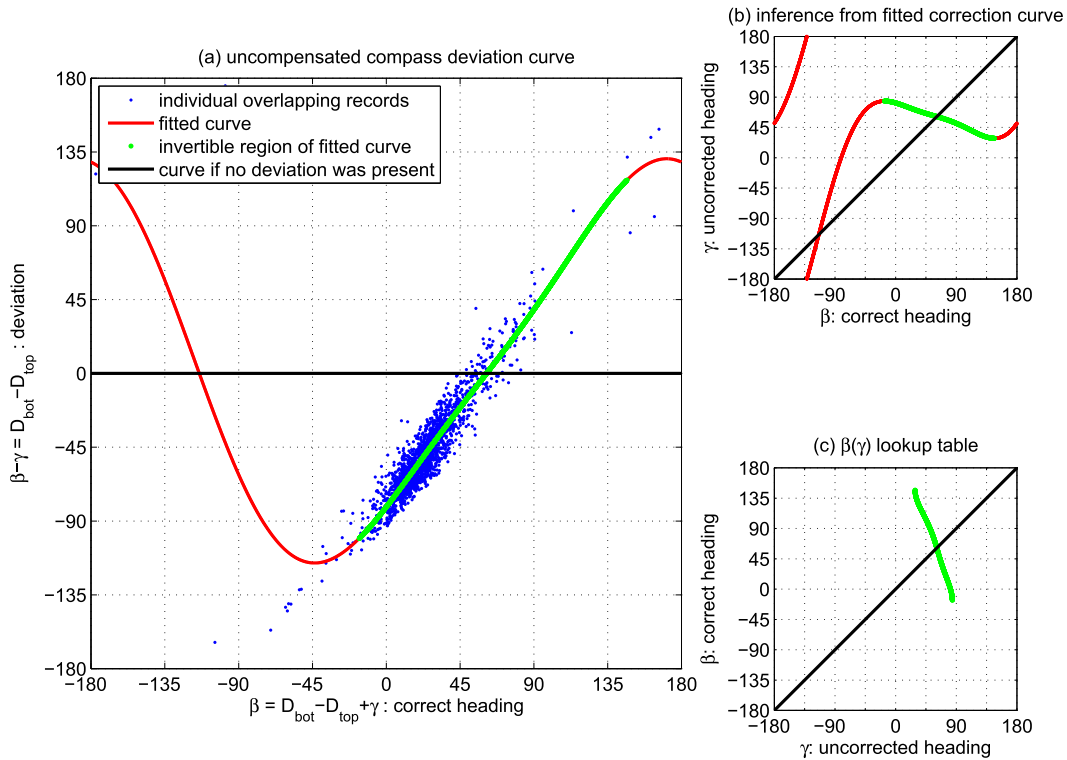 (a) uncompensated compass deviation curve
180
135
90
45
0
−45
−90
−135
−180
−180 −135 −90 −45 0 45 90 135 180
β−γ = D_bot−D_top : deviation
β = D_bot−D_top+γ : correct heading
individual overlapping records
fitted curve
invertible region of fitted curve
curve if no deviation was present
(b) inference from fitted correction curve
180
135
90
45
0
−45
−90
−135
−180
−180 −90 0 90 180
γ: uncorrected heading
β: correct heading
(c) β(γ) lookup table
180
135
90
45
0
−45
−90
−135
−180
−180 −90 0 90 180
β: correct heading
γ: uncorrected heading